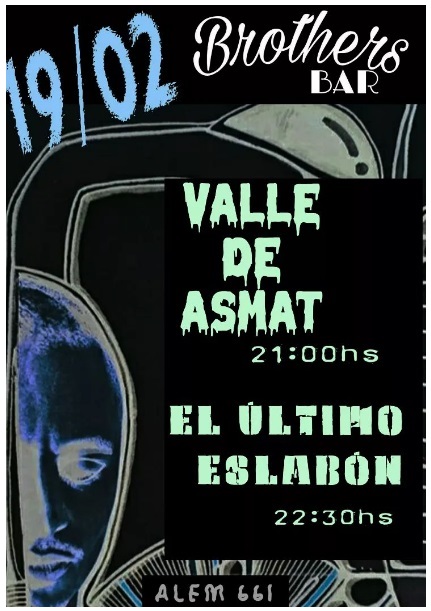 19/02
Brothers
BAR
VALLE
DE
ASMAT
21:00hs
EL ÚLTIMO
ESLABÓN
22:30hs
ALEM 661